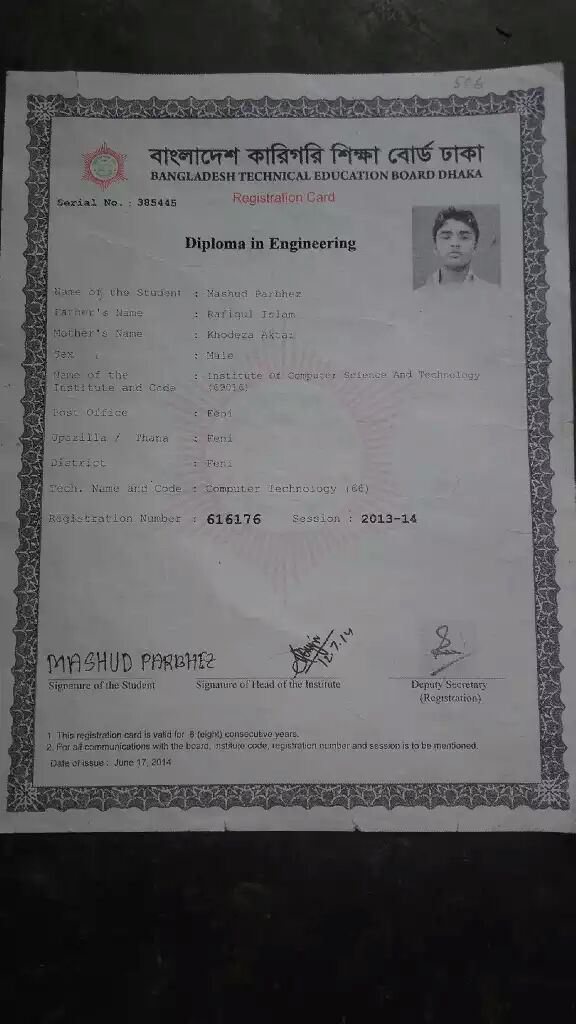 506
বাংলাদেশ কারিগরি শিক্ষা বোর্ড ঢাকা
BANGLADESH TECHNICAL EDUCATION BOARD DHAKA
Serial No. : 385445
Registration Card
Diploma in Engineering
Name of the Student : Mashud Parbhez
Father's Name : Rafiqul Islam
Mother's Name : Khodeza Aktar
Sex : Male
Name of the : Institute Of Computer Science And Technology
Institute and Code (69016)
Post Office : Feni
Upazilla / Thana : Feni
District : Feni
Tech. Name and Code : Computer Technology (66)
Registration Number : 616176 Session : 2013-14
MASHUD PARBHEZ
12.7.14
Signature of the Student Signature of Head of the Institute Deputy Secretary
(Registration)
1. This registration card is valid for 8 (eight) consecutive years.
2. For all communications with the board, institute code, registration number and session is to be mentioned.
Date of issue : June 17, 2014